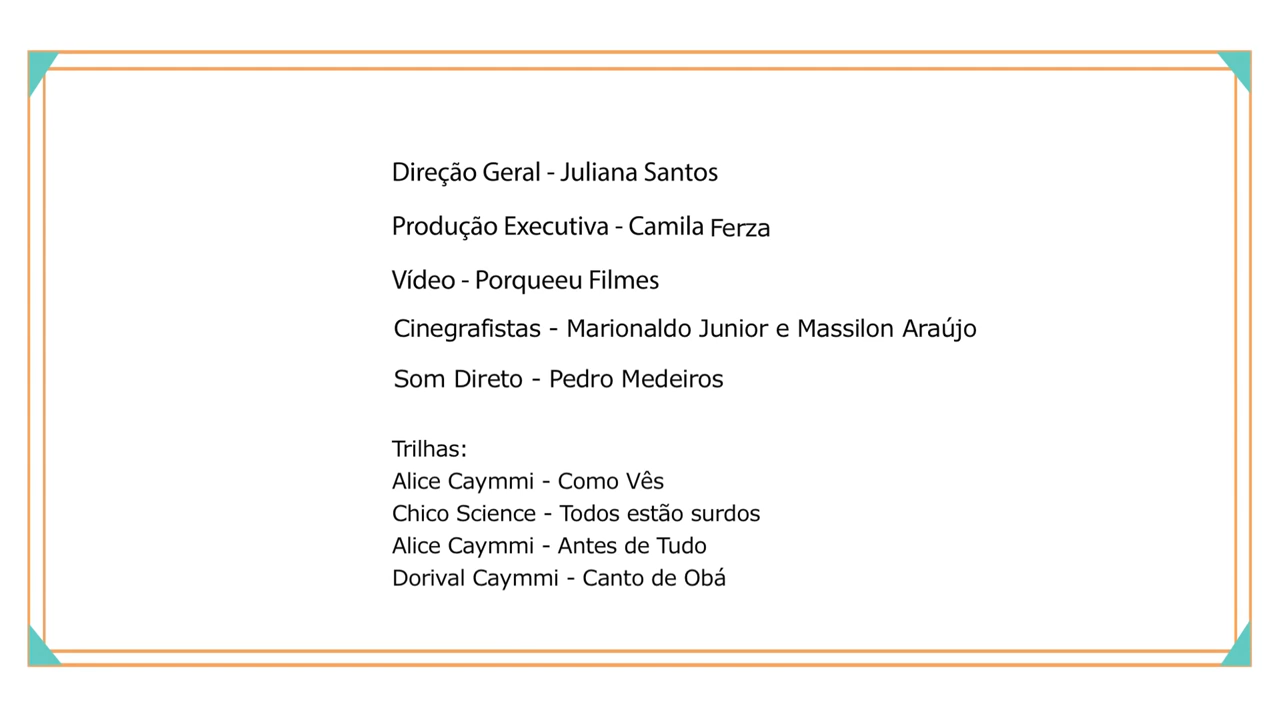 Direção Geral - Juliana Santos
Produção Executiva - Camila Ferza
Vídeo - Porqueeu Filmes
Cinegrafistas - Marionaldo Junior e Massilon Araújo
Som Direto - Pedro Medeiros
Trilhas:
Alice Caymmi - Como Vês
Chico Science - Todos estão surdos
Alice Caymmi - Antes de Tudo
Dorival Caymmi - Canto de Obá